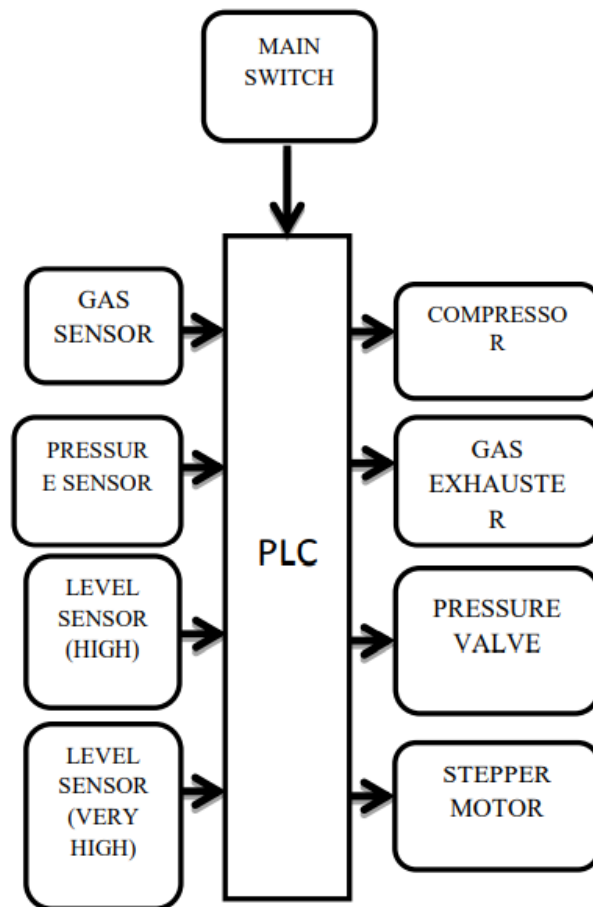 MAIN
SWITCH
GAS
SENSOR
PRESSUR
E SENSOR
LEVEL
SENSOR
(HIGH)
LEVEL
SENSOR
(VERY
HIGH)
PLC
COMPRESSO
R
GAS
EXHAUSTE
R
PRESSURE
VALVE
STEPPER
MOTOR